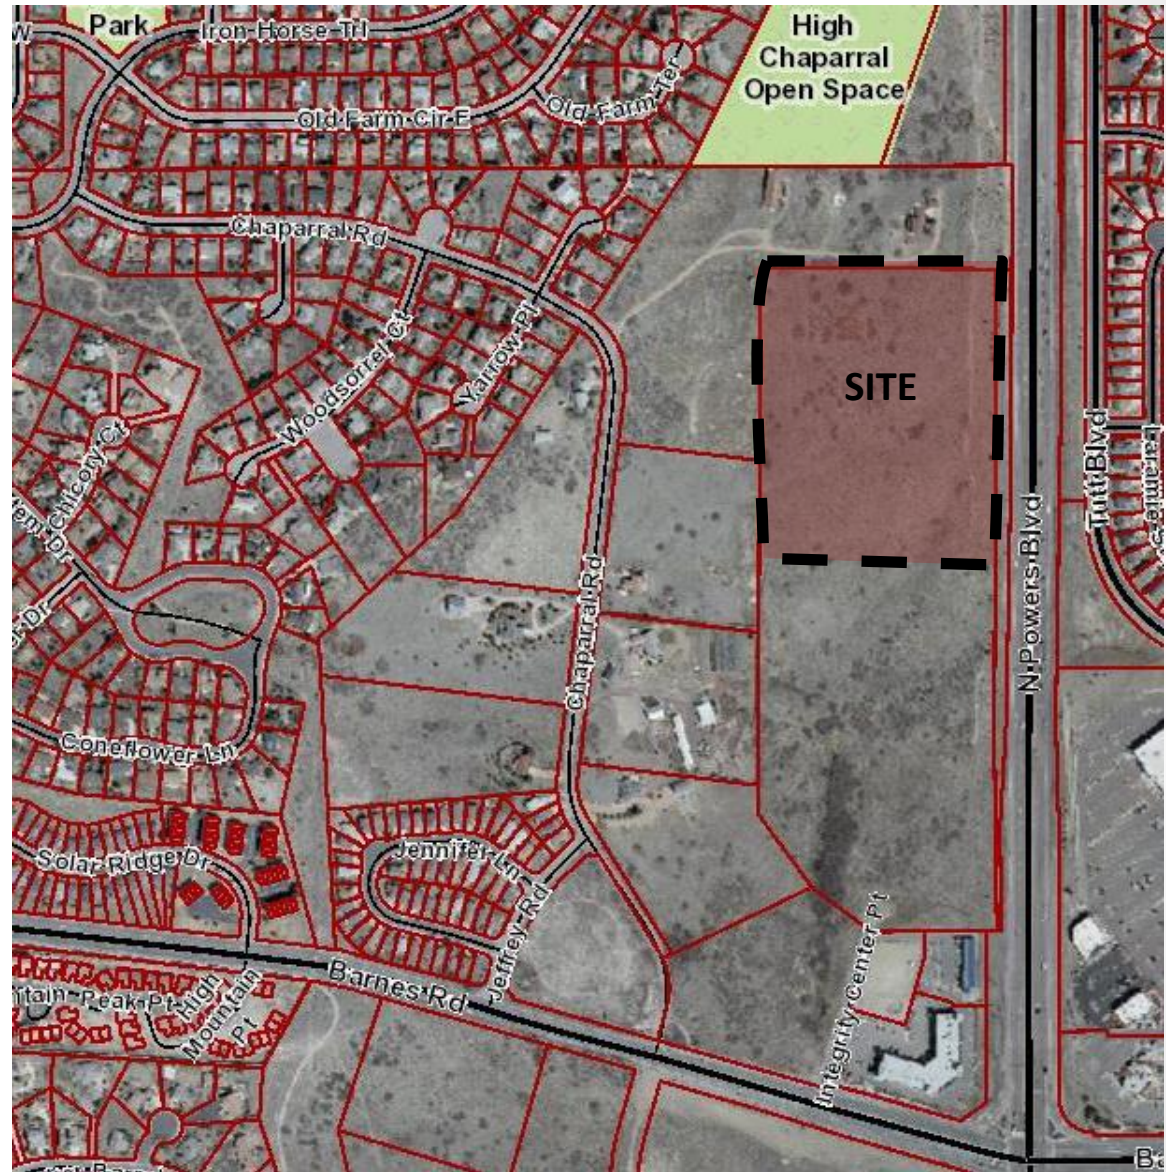 W
Park
Iron Horse Trl
High
Chaparral
Open Space
Old Farm Cir E
Old Farm Ter
Chaparral Rd
Woodsorrel Ct
Yarrow Pl
SITE
Chicory Ct
Tutt Blvd
N Powers Blvd
Chaparral Rd
Coneflower Ln
Solar Ridge Dr
Jennifer Ln
Jeffrey Rd
Integrity Center Pt
Barnes Rd
High
Mountain
Pt
Peak Pt